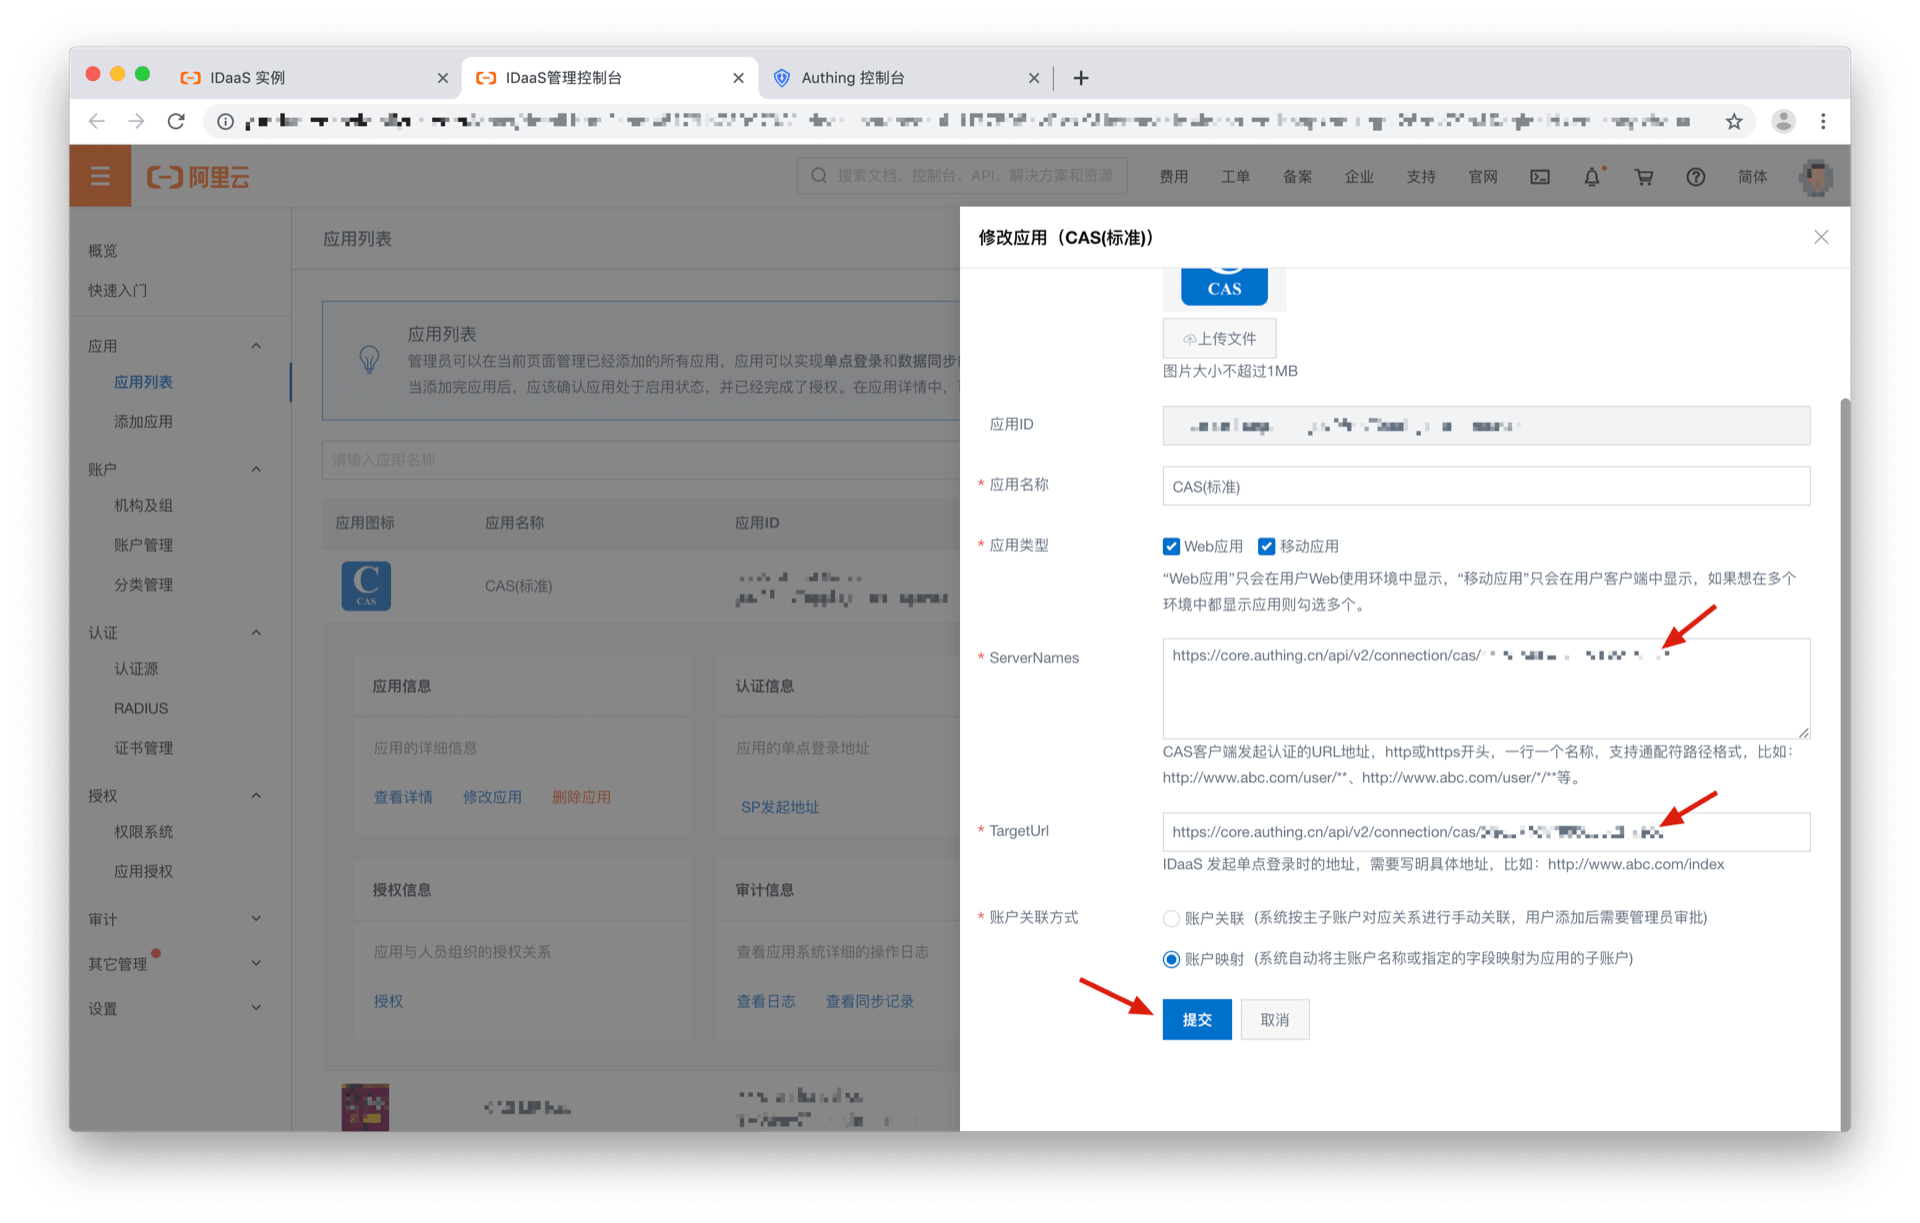 IDaaS 实例
IDaaS管理控制台
Authing 控制台
阿里云
搜索文档、控制台、API、解决方案和资源
费用
工单
备案
企业
支持
官网
简体
概览
快速入门
应用
应用列表
添加应用
账户
机构及组
账户管理
分类管理
认证
认证源
RADIUS
证书管理
授权
权限系统
应用授权
审计
其它管理
设置
应用列表
应用列表
管理员可以在当前页面管理已经添加的所有应用，应用可以实现单点登录和数据同步
当添加完应用后，应该确认应用处于启用状态，并已经完成了授权。在应用详情中，
请输入应用名称
应用图标 应用名称 应用ID
C
CAS
CAS(标准)
应用信息
应用的详细信息
查看详情 修改应用 删除应用
认证信息
应用的单点登录地址
SP发起地址
授权信息
应用与人员组织的授权关系
授权
审计信息
查看应用系统详细的操作日志
查看日志 查看同步记录
修改应用（CAS(标准)）
CAS
上传文件
图片大小不超过1MB
应用ID
* 应用名称
CAS(标准)
* 应用类型
Web应用 移动应用
“Web应用”只会在用户Web使用环境中显示，“移动应用”只会在用户客户端中显示，如果想在多个
环境中都显示应用则勾选多个。
* ServerNames
https://core.authing.cn/api/v2/connection/cas/
CAS客户端发起认证的URL地址，http或https开头，一行一个名称，支持通配符路径格式，比如：
http://www.abc.com/user/**、http://www.abc.com/user/*/**等。
* TargetUrl
https://core.authing.cn/api/v2/connection/cas/
IDaaS 发起单点登录时的地址，需要写明具体地址，比如：http://www.abc.com/index
* 账户关联方式
账户关联 (系统按主子账户对应关系进行手动关联，用户添加后需要管理员审批)
账户映射 (系统自动将主账户名称或指定的字段映射为应用的子账户)
提交
取消